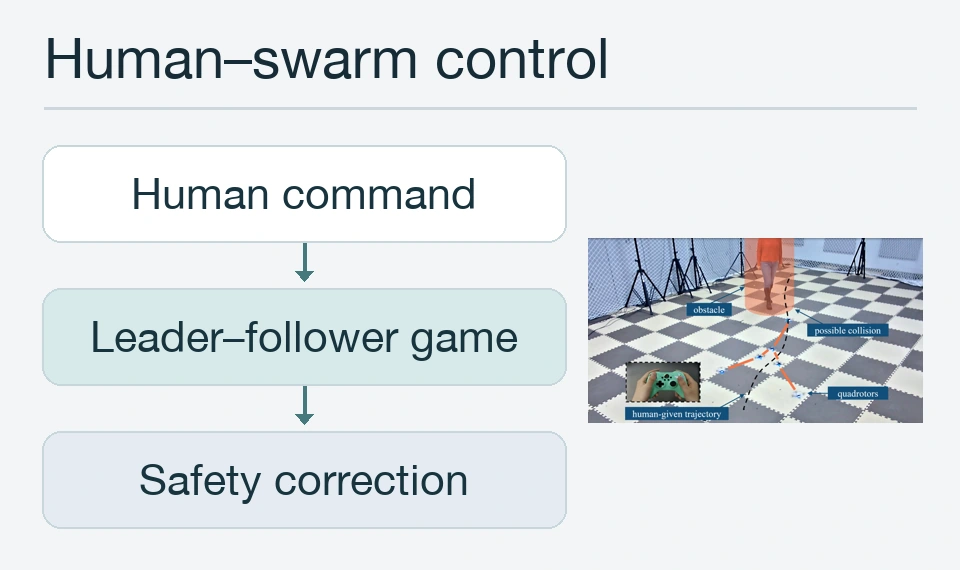 Human–swarm control
Human command
Leader–follower game
Safety correction
obstacle
possible collision
quadrotors
human-given trajectory